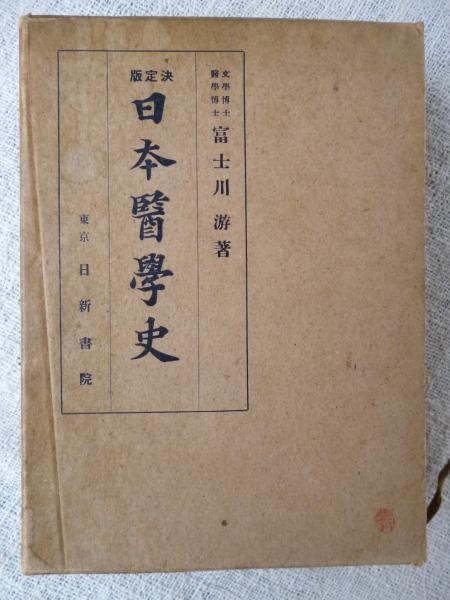 文學博士
醫學博士
富士川 游著
決定版
日本醫學史
東京 日新書院